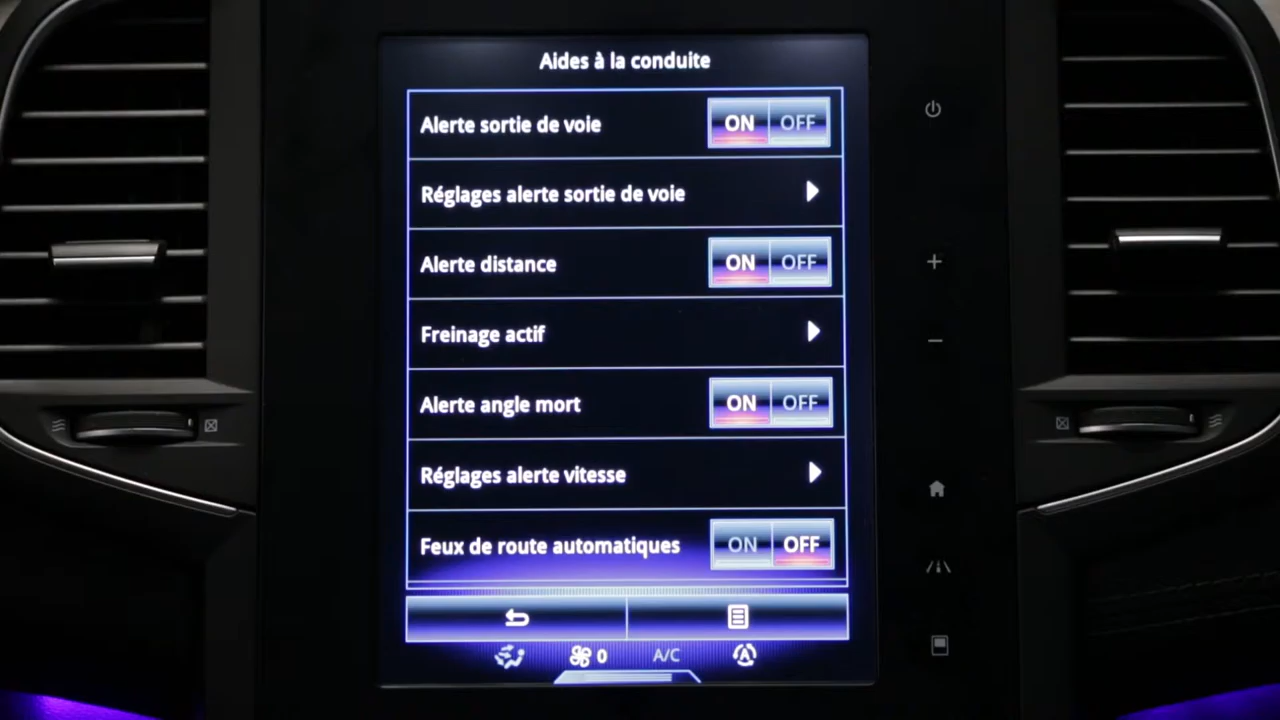 Aides à la conduite
Alerte sortie de voie ON OFF
Réglages alerte sortie de voie
Alerte distance ON OFF
Freinage actif
Alerte angle mort ON OFF
Réglages alerte vitesse
Feux de route automatiques ON OFF
0 A/C A